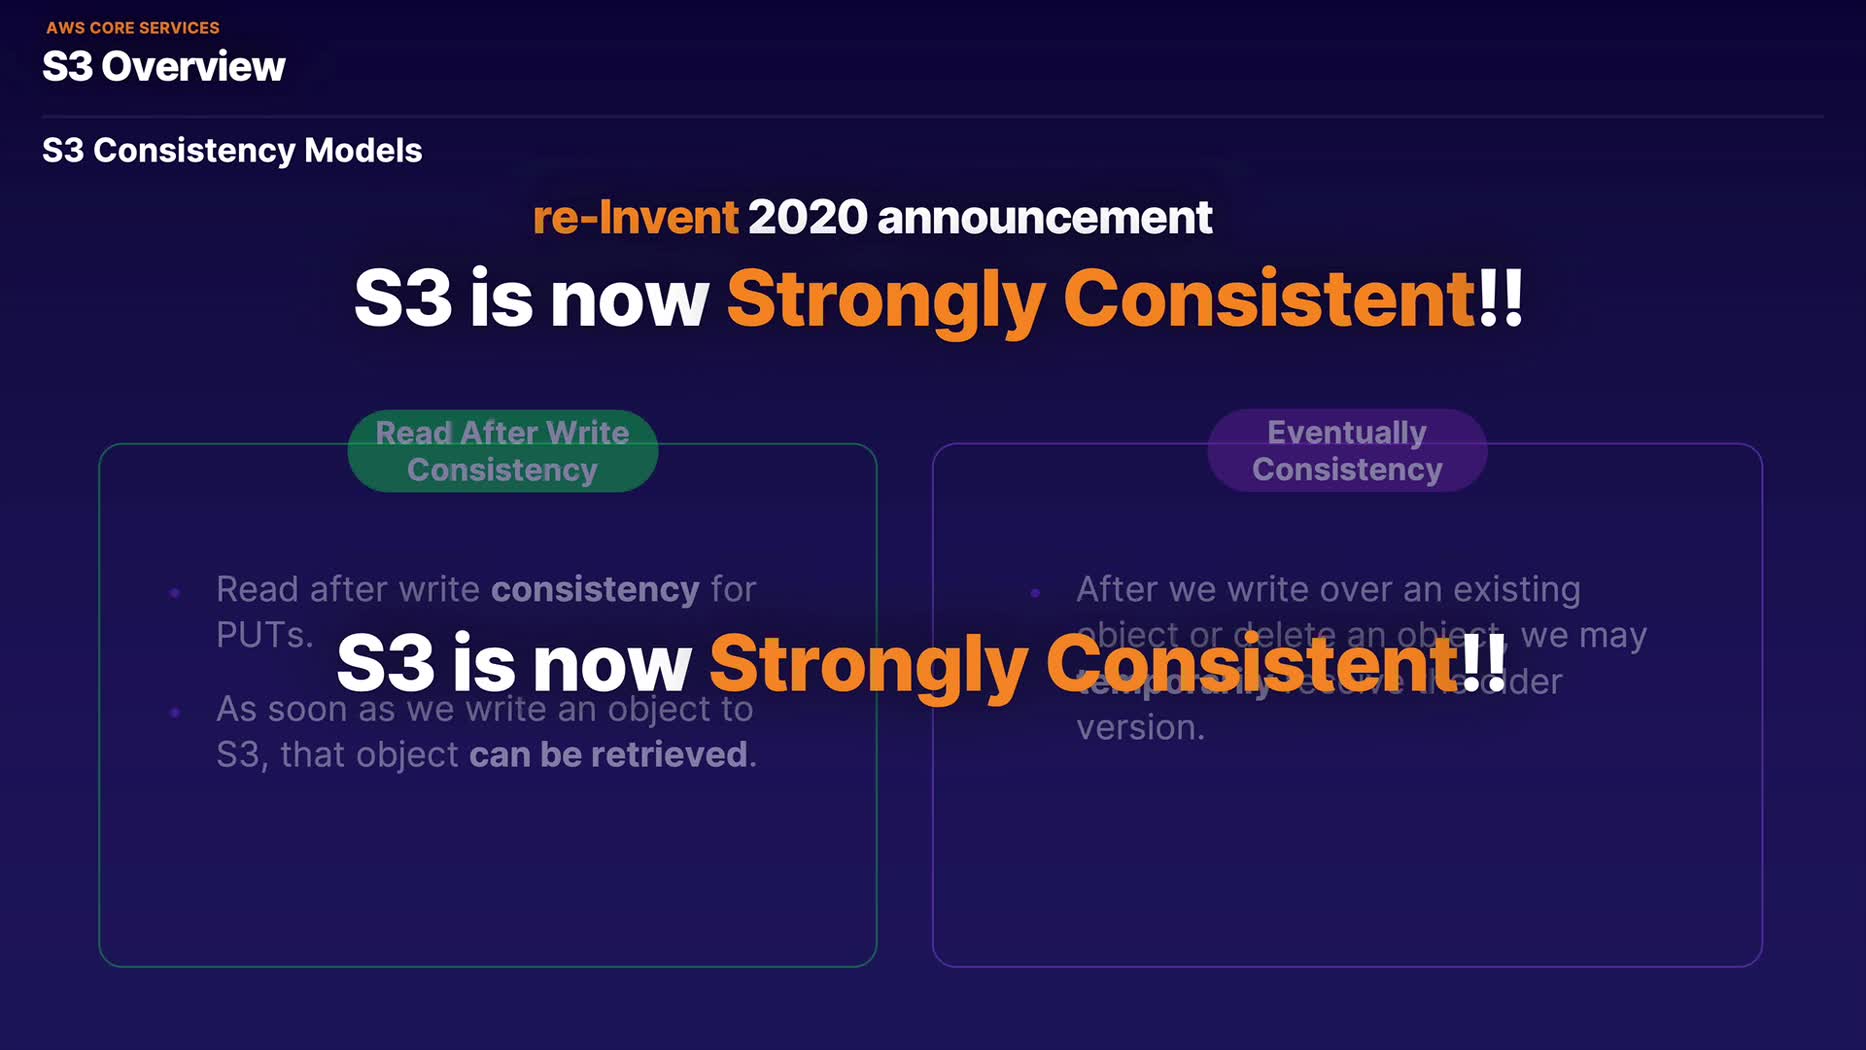 AWS CORE SERVICES
S3 Overview
S3 Consistency Models
re-Invent 2020 announcement
S3 is now Strongly Consistent!!
Read After Write
Consistency
Read after write consistency for
PUTs.
As soon as we write an object to
S3, that object can be retrieved.
Eventually
Consistency
After we write over an existing
object or delete an object, we may
temporarily receive the older
version.
S3 is now Strongly Consistent!!